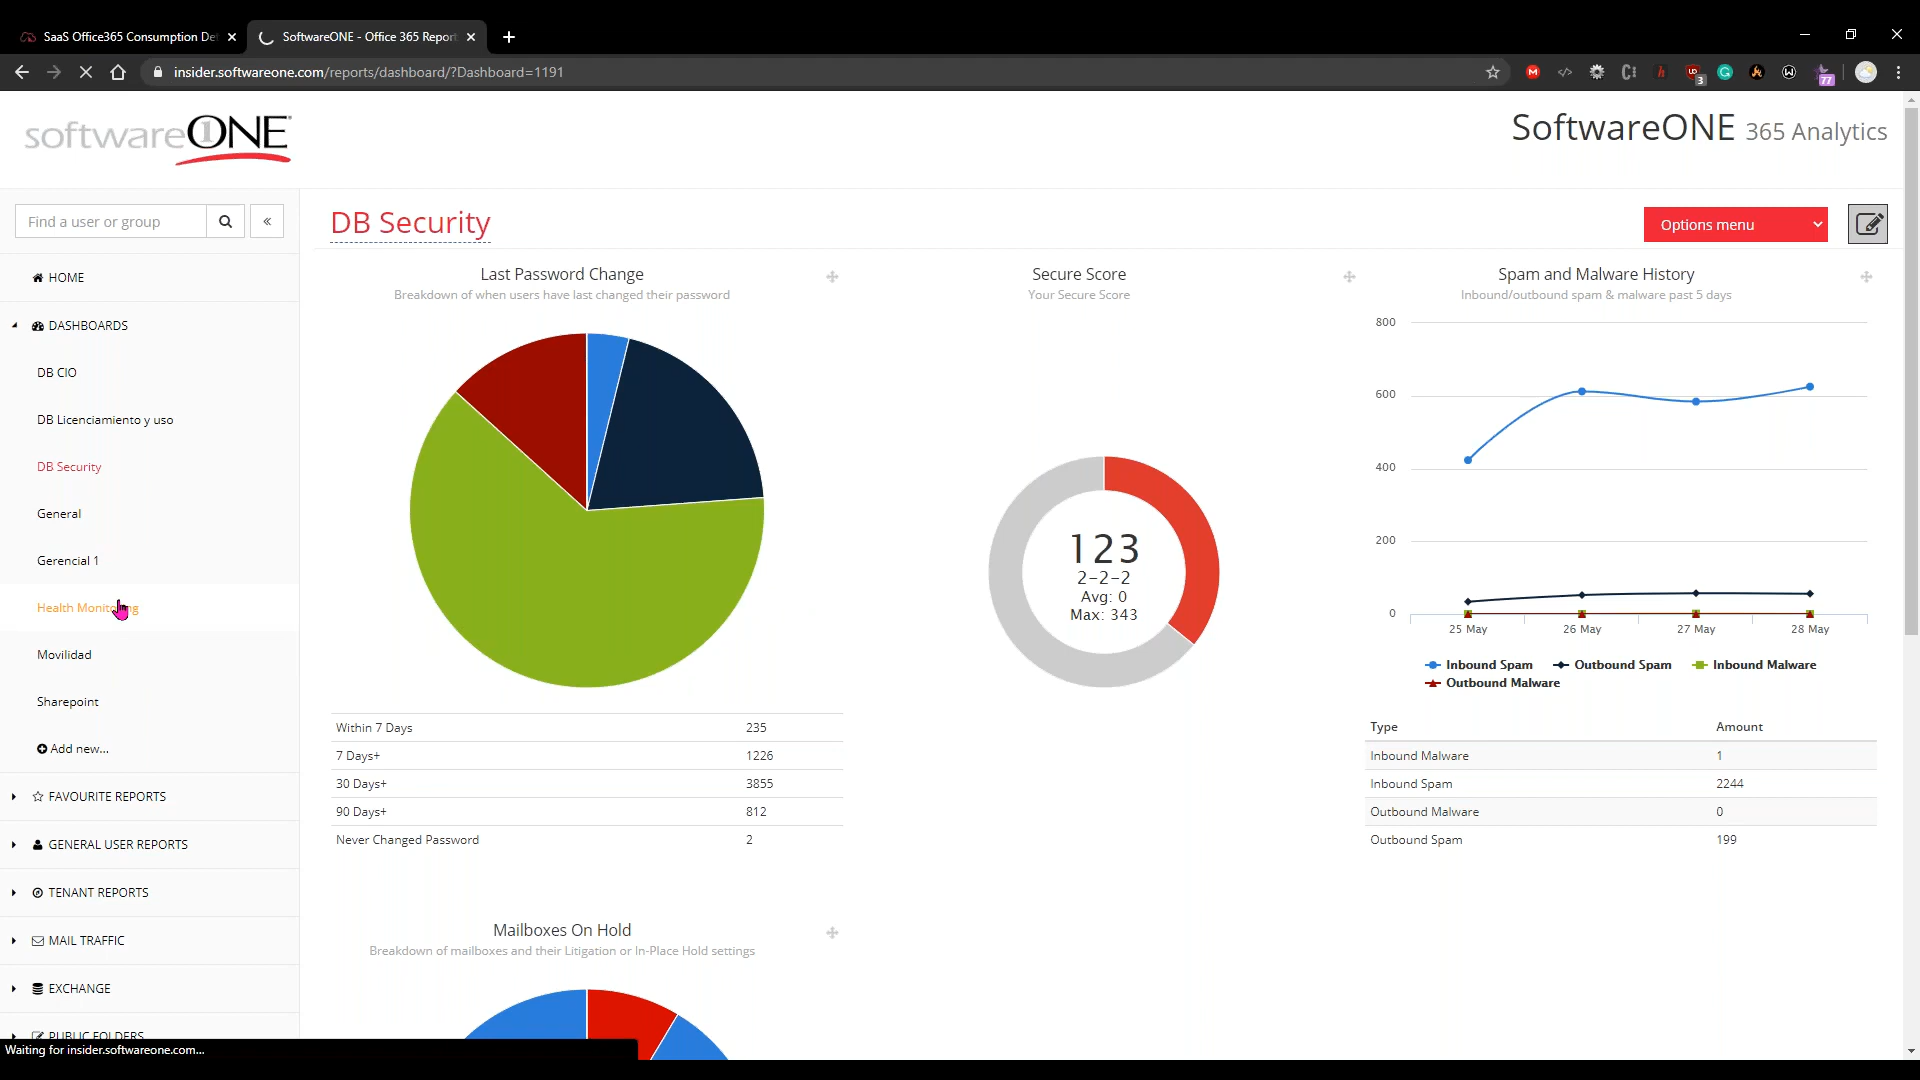 SaaS Office365 Consumption De
SoftwareONE - Office 365 Report
insider.softwareone.com/reports/dashboard/?Dashboard=1191
3
77
softwareONE
SoftwareONE 365 Analytics
Find a user or group
«
HOME
DASHBOARDS
DB CIO
DB Licenciamiento y uso
DB Security
General
Gerencial 1
Health Monitoring
Movilidad
Sharepoint
Add new...
FAVOURITE REPORTS
GENERAL USER REPORTS
TENANT REPORTS
MAIL TRAFFIC
EXCHANGE
PUBLIC FOLDERS
Waiting for insider.softwareone.com...
DB Security
Options menu
Last Password Change
Breakdown of when users have last changed their password
Within 7 Days 235
7 Days+ 1226
30 Days+ 3855
90 Days+ 812
Never Changed Password 2
Mailboxes On Hold
Breakdown of mailboxes and their Litigation or In-Place Hold settings
Secure Score
Your Secure Score
123
2-2-2
Avg: 0
Max: 343
Spam and Malware History
Inbound/outbound spam & malware past 5 days
800
600
400
200
0
25 May 26 May 27 May 28 May
Inbound Spam Outbound Spam Inbound Malware
Outbound Malware
Type Amount
Inbound Malware 1
Inbound Spam 2244
Outbound Malware 0
Outbound Spam 199